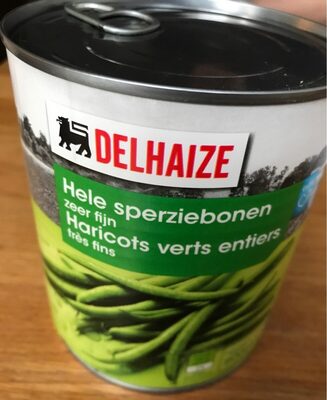 DELHAIZE
Hele sperziebonen
zeer fijn
Haricots verts entiers
très fins